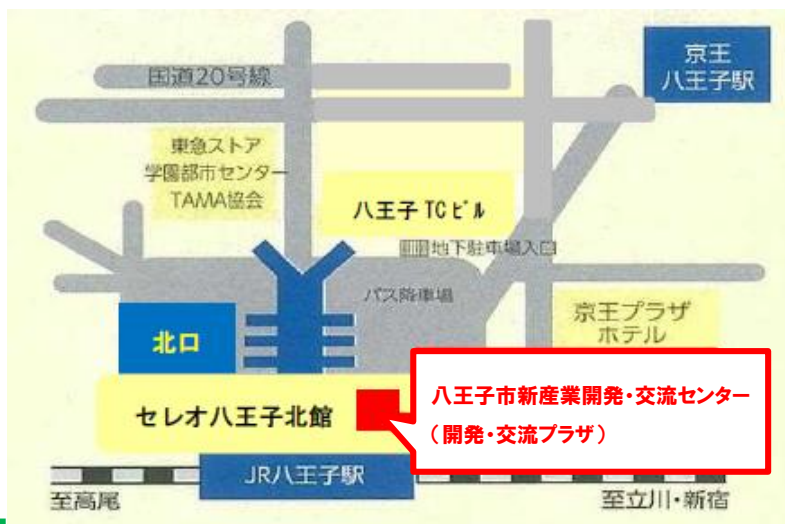 京王
八王子駅
国道20号線
東急ストア
学園都市センター
TAMA協会
八王子TCビル
地下駐車場入口
バス降車場
北口
京王プラザ
ホテル
八王子市新産業開発・交流センター
（開発・交流プラザ）
セレオ八王子北館
JR八王子駅
至高尾
至立川・新宿